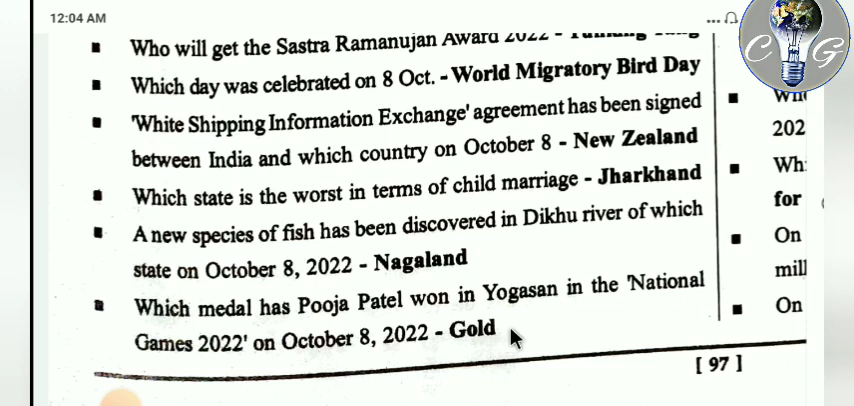 12:04 AM
...
C G
▪ Who will get the Sastra Ramanujan Award 2022 -
▪ Which day was celebrated on 8 Oct. - World Migratory Bird Day
▪ 'White Shipping Information Exchange' agreement has been signed
between India and which country on October 8 - New Zealand
▪ Which state is the worst in terms of child marriage - Jharkhand
▪ A new species of fish has been discovered in Dikhu river of which
state on October 8, 2022 - Nagaland
▪ Which medal has Pooja Patel won in Yogasan in the 'National
Games 2022' on October 8, 2022 - Gold
202
▪ Wh
for
▪ On
mill
▪ On
[ 97 ]